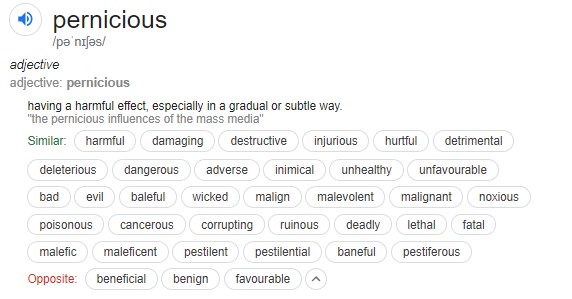 pernicious
/pəˈnɪʃəs/
adjective
adjective: pernicious
having a harmful effect, especially in a gradual or subtle way.
"the pernicious influences of the mass media"
Similar: harmful damaging destructive injurious hurtful detrimental
deleterious dangerous adverse inimical unhealthy unfavourable
bad evil baleful wicked malign malevolent malignant noxious
poisonous cancerous corrupting ruinous deadly lethal fatal
malefic maleficent pestilent pestilential baneful pestiferous
Opposite: beneficial benign favourable